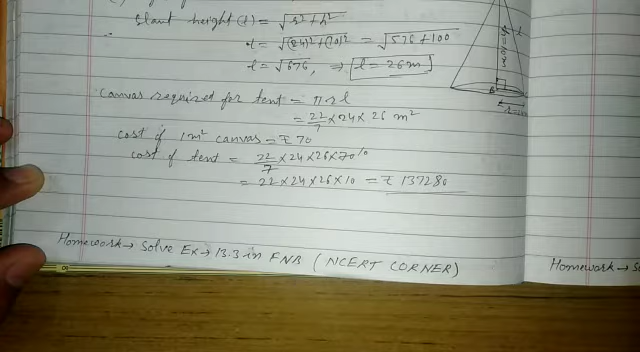 Slant height (l) = √r²+h²
l = √(24)²+(10)² = √576+100
l = √676, ⇒ l = 26m
Canvas required for tent = πrl
= 22/7 × 24 × 26 m²
Cost of 1m² canvas = ₹ 70
Cost of tent = 22/7 × 24 × 26 × 70
= 22 × 24 × 26 × 10 = ₹ 137280
Homework → Solve Ex → 13.3 in FNB (NCERT CORNER)
Homework →
l
8